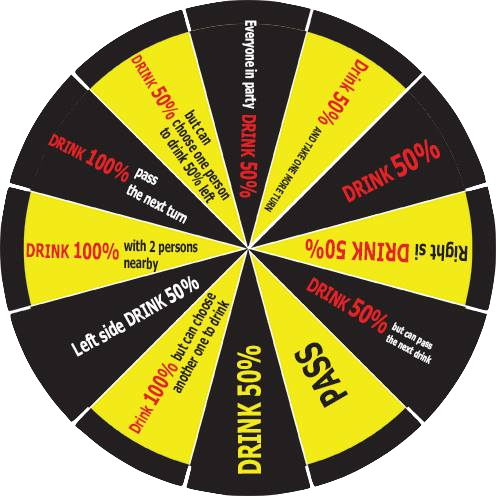 Everyone in party DRINK 50%
Drink 50% AND TAKE ONE MORE TURN
DRINK 50%
Right si DRINK 50%
DRINK 50% but can pass
the next drink
PASS
DRINK 50%
Drink 100% but can choose
another one to drink
Left side DRINK 50%
DRINK 100% with 2 persons
nearby
DRINK 100% pass
the next turn
DRINK 50% but can
choose one person
to drink 50% left